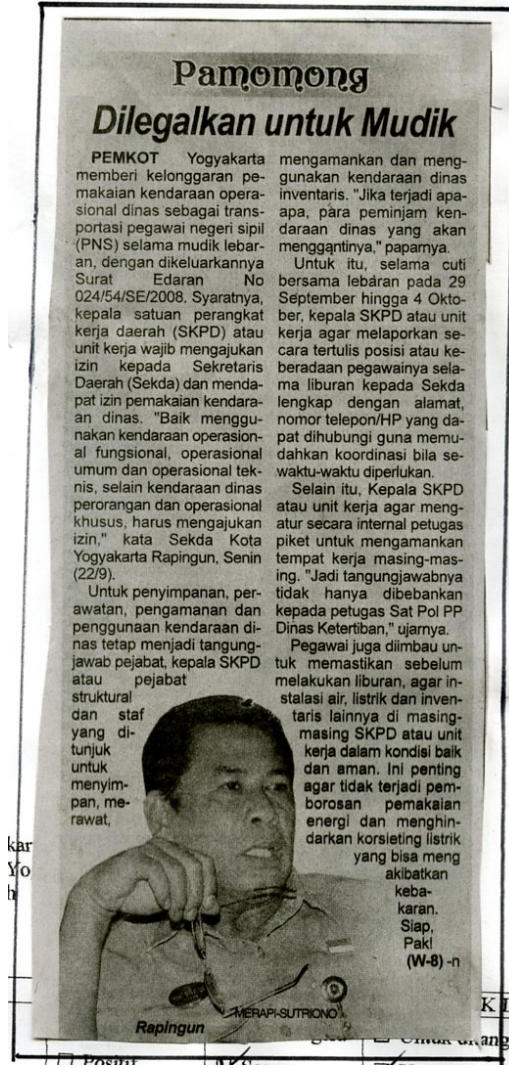 Pamomong
Dilegalkan untuk Mudik
PEMKOT Yogyakarta
memberi kelonggaran pe-
makaian kendaraan opera-
sional dinas sebagai trans-
portasi pegawai negeri sipil
(PNS) selama mudik lebar-
an, dengan dikeluarkannya
Surat Edaran No
024/54/SE/2008. Syaratnya,
kepala satuan perangkat
kerja daerah (SKPD) atau
unit kerja wajib mengajukan
izin kepada Sekretaris
Daerah (Sekda) dan menda-
pat izin pemakaian kendara-
an dinas. "Baik menggu-
nakan kendaraan operasion-
al fungsional, operasional
umum dan operasional tek-
nis, selain kendaraan dinas
perorangan dan operasional
khusus, harus mengajukan
izin," kata Sekda Kota
Yogyakarta Rapingun, Senin
(22/9).
Untuk penyimpanan, per-
awatan, pengamanan dan
penggunaan kendaraan di-
nas tetap menjadi tangung-
jawab pejabat, kepala SKPD
atau pejabat
struktural
dan staf
yang di-
tunjuk
untuk
menyim-
pan, me-
rawat,
mengamankan dan meng-
gunakan kendaraan dinas
inventaris. "Jika terjadi apa-
apa, para peminjam ken-
daraan dinas yang akan
menggantinya," paparnya.
Untuk itu, selama cuti
bersama lebaran pada 29
September hingga 4 Okto-
ber, kepala SKPD atau unit
kerja agar melaporkan se-
cara tertulis posisi atau ke-
beradaan pegawainya sela-
ma liburan kepada Sekda
lengkap dengan alamat,
nomor telepon/HP yang da-
pat dihubungi guna memu-
dahkan koordinasi bila se-
waktu-waktu diperlukan.
Selain itu, Kepala SKPD
atau unit kerja agar meng-
atur secara internal petugas
piket untuk mengamankan
tempat kerja masing-mas-
ing. "Jadi tangungjawabnya
tidak hanya dibebankan
kepada petugas Sat Pol PP
Dinas Ketertiban," ujarnya.
Pegawai juga diimbau un-
tuk memastikan sebelum
melakukan liburan, agar in-
stalasi air, listrik dan inven-
taris lainnya di masing-
masing SKPD atau unit
kerja dalam kondisi baik
dan aman. Ini penting
agar tidak terjadi pem-
borosan pemakaian
energi dan menghin-
darkan korsieting listrik
yang bisa meng
akibatkan
keba-
karan.
Siap,
Pak!
(W-8) -n
MERAPI-SUTRIONO
Rapingun